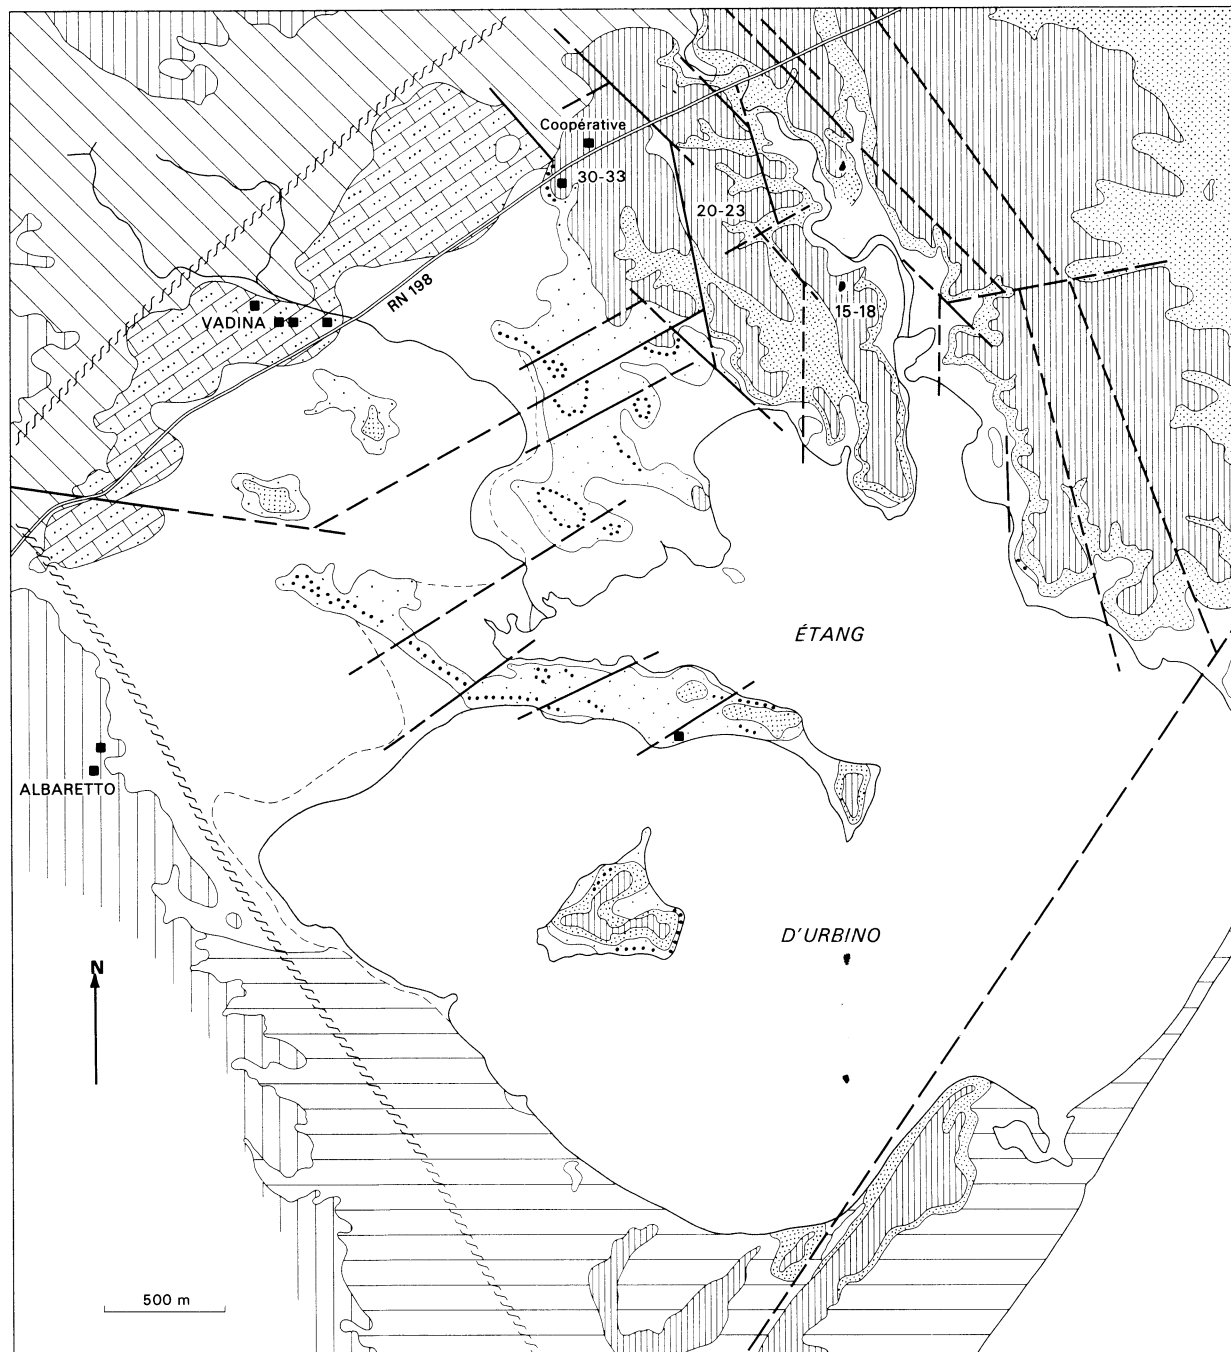 Coopérative
30-33
20-23
RN 198
15-18
VADINA
ÉTANG
ALBARETTO
D'URBINO
N
500 m